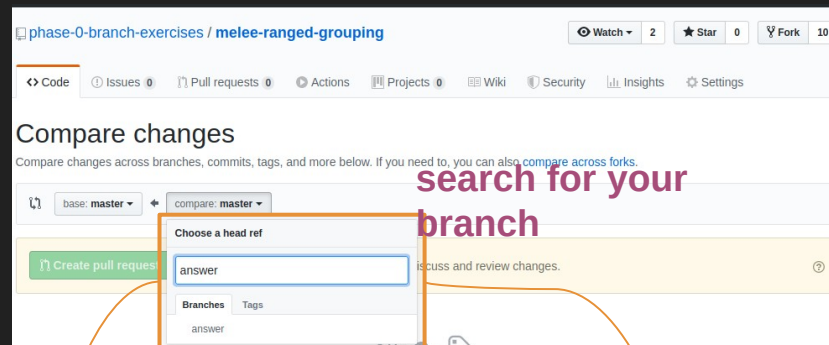 phase-0-branch-exercises / melee-ranged-grouping
Watch 2 Star 0 Fork 10
Code Issues 0 Pull requests 0 Actions Projects 0 Wiki Security Insights Settings
Compare changes
Compare changes across branches, commits, tags, and more below. If you need to, you can also compare across forks.
search for your
branch
base: master compare: master
Choose a head ref
Create pull request
answer
discuss and review changes.
Branches Tags
answer